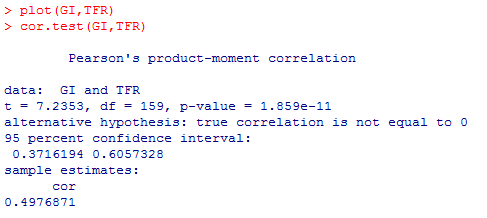 > plot(GI,TFR)
> cor.test(GI,TFR)
Pearson's product-moment correlation
data:  GI and TFR
t = 7.2353, df = 159, p-value = 1.859e-11
alternative hypothesis: true correlation is not equal to 0
95 percent confidence interval:
0.3716194 0.6057328
sample estimates:
cor
0.4976871